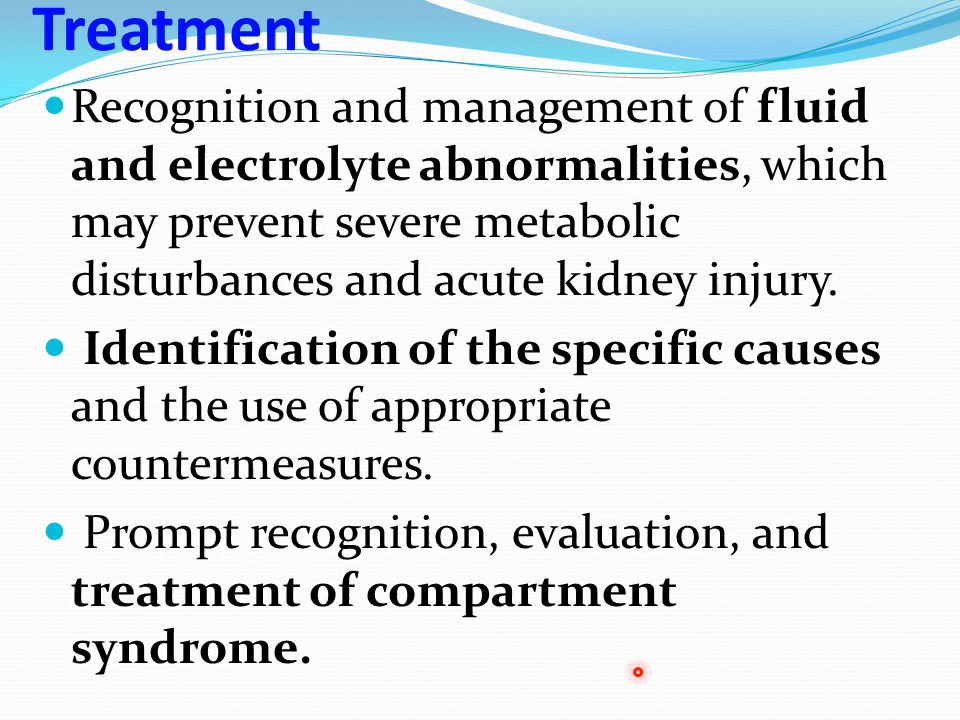 Treatment
Recognition and management of fluid
and electrolyte abnormalities, which
may prevent severe metabolic
disturbances and acute kidney injury.
Identification of the specific causes
and the use of appropriate
countermeasures.
Prompt recognition, evaluation, and
treatment of compartment
syndrome.